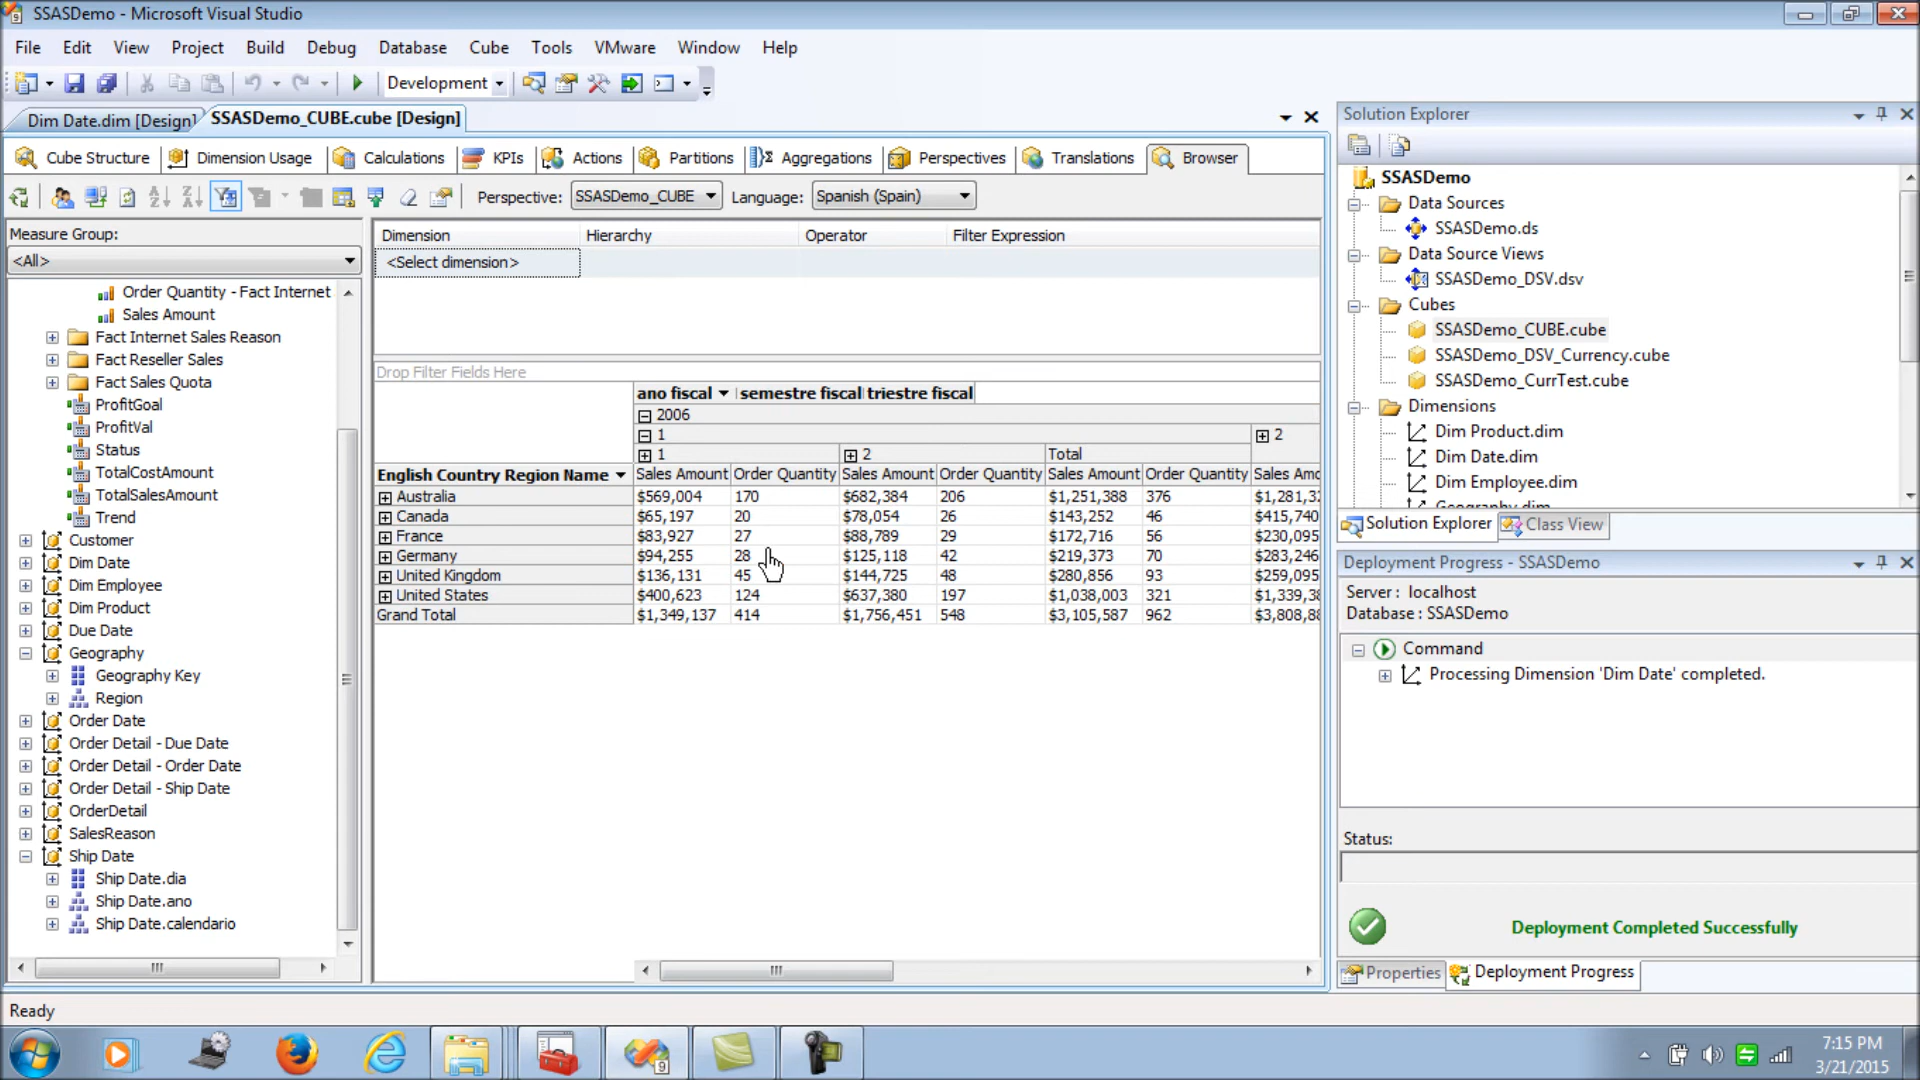 SSASDemo - Microsoft Visual Studio
File Edit View Project Build Debug Database Cube Tools VMware Window Help
Development
Dim Date.dim [Design] SSASDemo_CUBE.cube [Design]
Cube Structure Dimension Usage Calculations KPIs Actions Partitions Aggregations Perspectives Translations Browser
Perspective: SSASDemo_CUBE Language: Spanish (Spain)
Measure Group:
<All>
Order Quantity - Fact Internet
Sales Amount
Fact Internet Sales Reason
Fact Reseller Sales
Fact Sales Quota
ProfitGoal
ProfitVal
Status
TotalCostAmount
TotalSalesAmount
Trend
Customer
Dim Date
Dim Employee
Dim Product
Due Date
Geography
Geography Key
Region
Order Date
Order Detail - Due Date
Order Detail - Order Date
Order Detail - Ship Date
OrderDetail
SalesReason
Ship Date
Ship Date.dia
Ship Date.ano
Ship Date.calendario
Dimension Hierarchy Operator Filter Expression
<Select dimension>
Drop Filter Fields Here
ano fiscal semestre fiscal triestre fiscal
2006
1 2
1 2 Total
English Country Region Name Sales Amount Order Quantity Sales Amount Order Quantity Sales Amount Order Quantity Sales Amo
Australia $569,004 170 $682,384 206 $1,251,388 376 $1,281,32
Canada $65,197 20 $78,054 26 $143,252 46 $415,740
France $83,927 27 $88,789 29 $172,716 56 $230,095
Germany $94,255 28 $125,118 42 $219,373 70 $283,246
United Kingdom $136,131 45 $144,725 48 $280,856 93 $259,095
United States $400,623 124 $637,380 197 $1,038,003 321 $1,339,38
Grand Total $1,349,137 414 $1,756,451 548 $3,105,587 962 $3,808,88
Solution Explorer
SSASDemo
Data Sources
SSASDemo.ds
Data Source Views
SSASDemo_DSV.dsv
Cubes
SSASDemo_CUBE.cube
SSASDemo_DSV_Currency.cube
SSASDemo_CurrTest.cube
Dimensions
Dim Product.dim
Dim Date.dim
Dim Employee.dim
Geography.dim
Solution Explorer Class View
Deployment Progress - SSASDemo
Server : localhost
Database : SSASDemo
Command
Processing Dimension 'Dim Date' completed.
Status:
Deployment Completed Successfully
Properties Deployment Progress
Ready
9
7:15 PM
3/21/2015